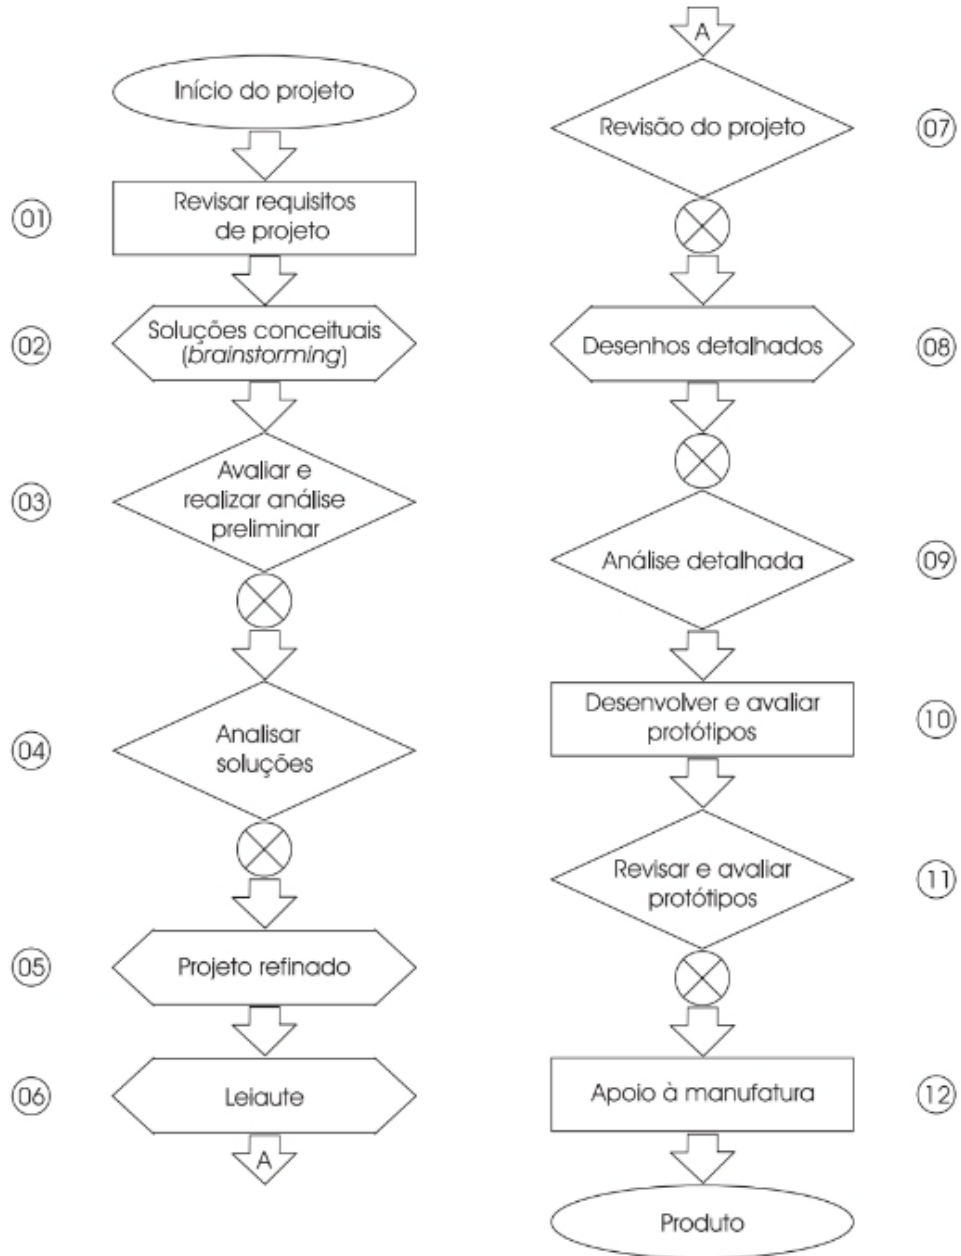 Início do projeto
01
Revisar requisitos
de projeto
02
Soluções conceituais
(brainstorming)
03
Avaliar e
realizar análise
preliminar
04
Analisar
soluções
05
Projeto refinado
06
Leiaute
A
A
Revisão do projeto
07
Desenhos detalhados
08
Análise detalhada
09
Desenvolver e avaliar
protótipos
10
Revisar e avaliar
protótipos
11
Apoio à manufatura
12
Produto